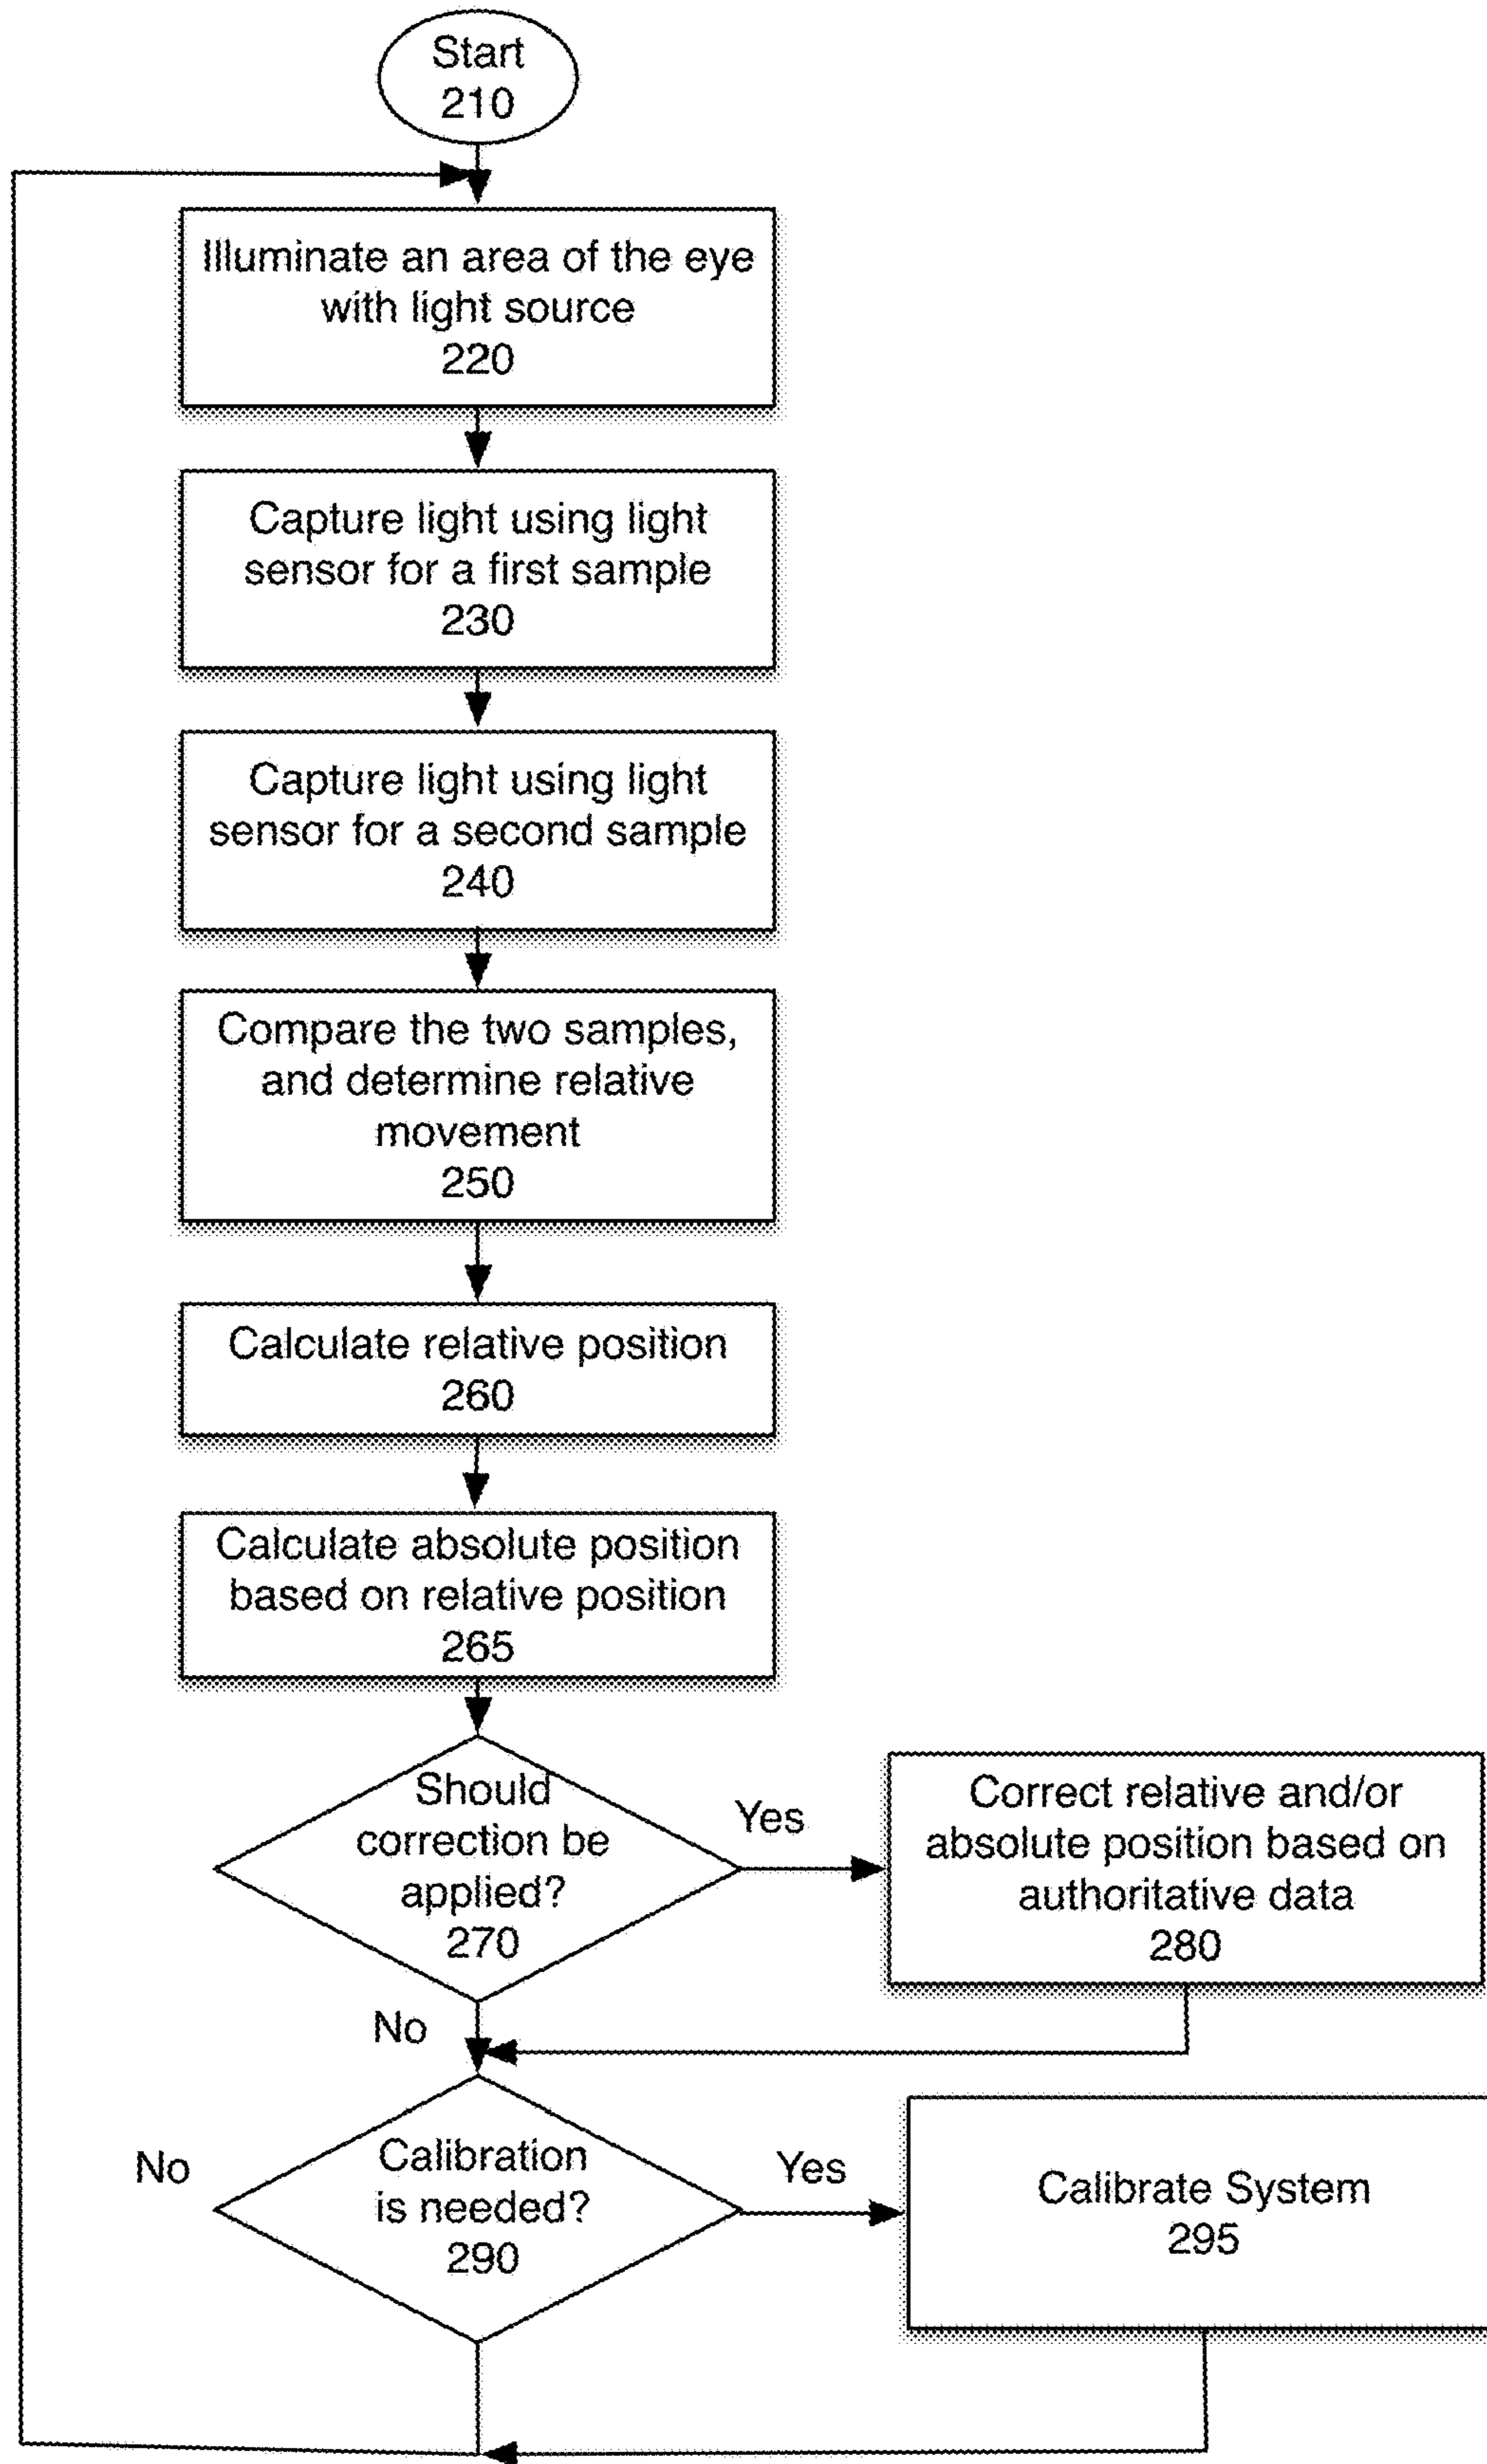 Start
210
Illuminate an area of the eye
with light source
220
Capture light using light
sensor for a first sample
230
Capture light using light
sensor for a second sample
240
Compare the two samples,
and determine relative
movement
250
Calculate relative position
260
Calculate absolute position
based on relative position
265
Should
correction be
applied?
270
Yes
Correct relative and/or
absolute position based on
authoritative data
280
No
Calibration
is needed?
290
No
Yes
Calibrate System
295